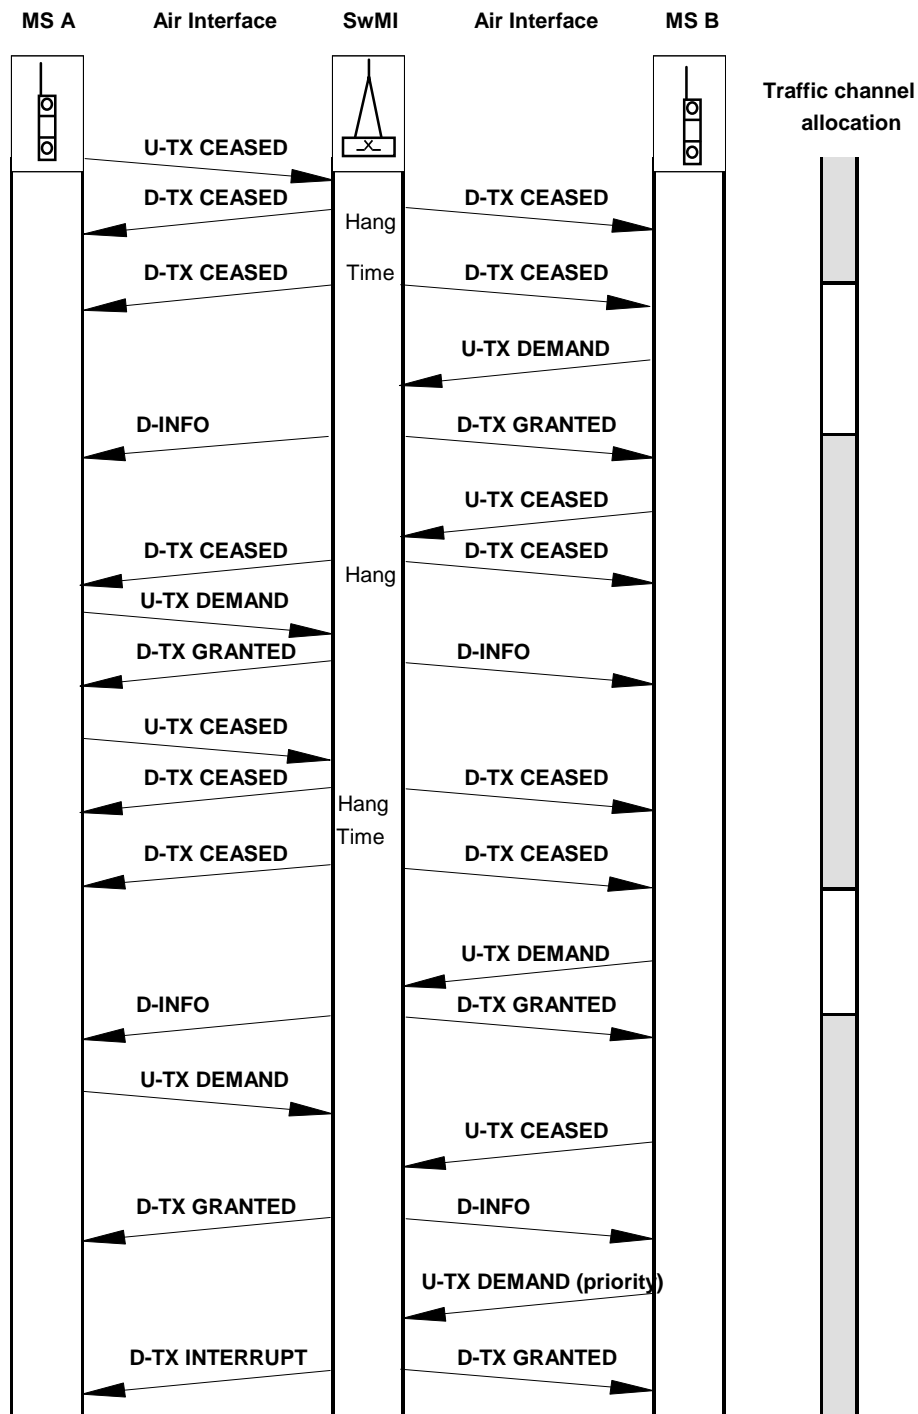 MS A Air Interface SwMI Air Interface MS B
Traffic channel
allocation
U-TX CEASED
D-TX CEASED D-TX CEASED
Hang
D-TX CEASED Time D-TX CEASED
U-TX DEMAND
D-INFO D-TX GRANTED
U-TX CEASED
D-TX CEASED D-TX CEASED
Hang
U-TX DEMAND
D-TX GRANTED D-INFO
U-TX CEASED
D-TX CEASED D-TX CEASED
Hang
Time
D-TX CEASED D-TX CEASED
U-TX DEMAND
D-INFO D-TX GRANTED
U-TX DEMAND
U-TX CEASED
D-TX GRANTED D-INFO
U-TX DEMAND (priority)
D-TX INTERRUPT D-TX GRANTED